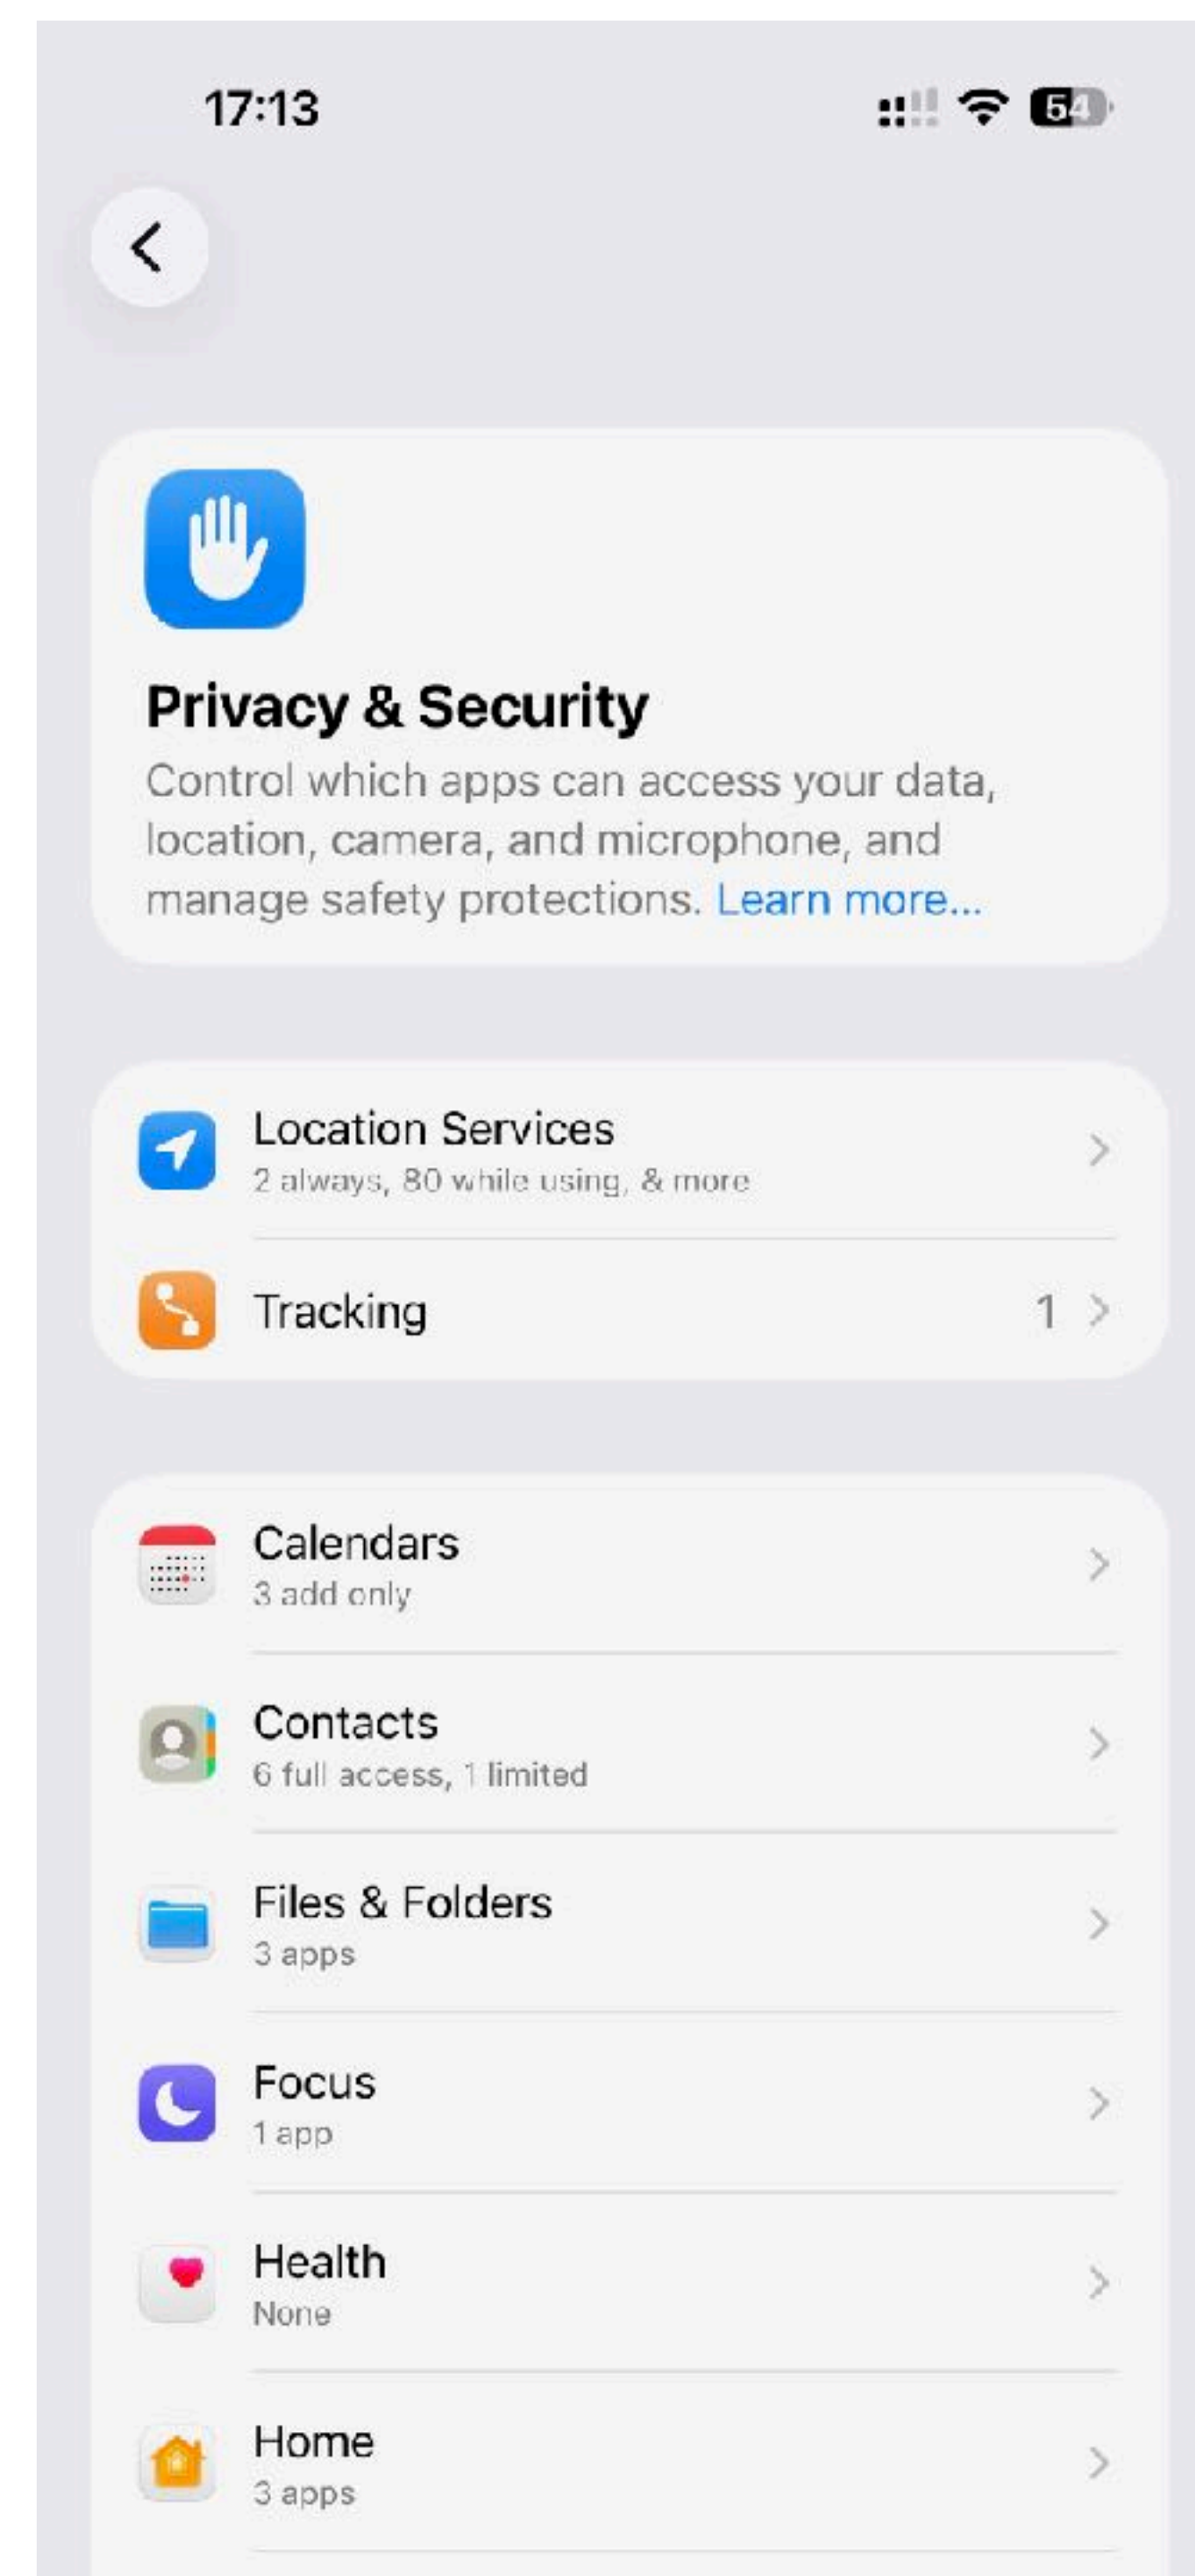 17:13
54
Privacy & Security
Control which apps can access your data,
location, camera, and microphone, and
manage safety protections. Learn more...
Location Services
2 always, 80 while using, & more
Tracking
1
Calendars
3 add only
Contacts
6 full access, 1 limited
Files & Folders
3 apps
Focus
1 app
Health
None
Home
3 apps